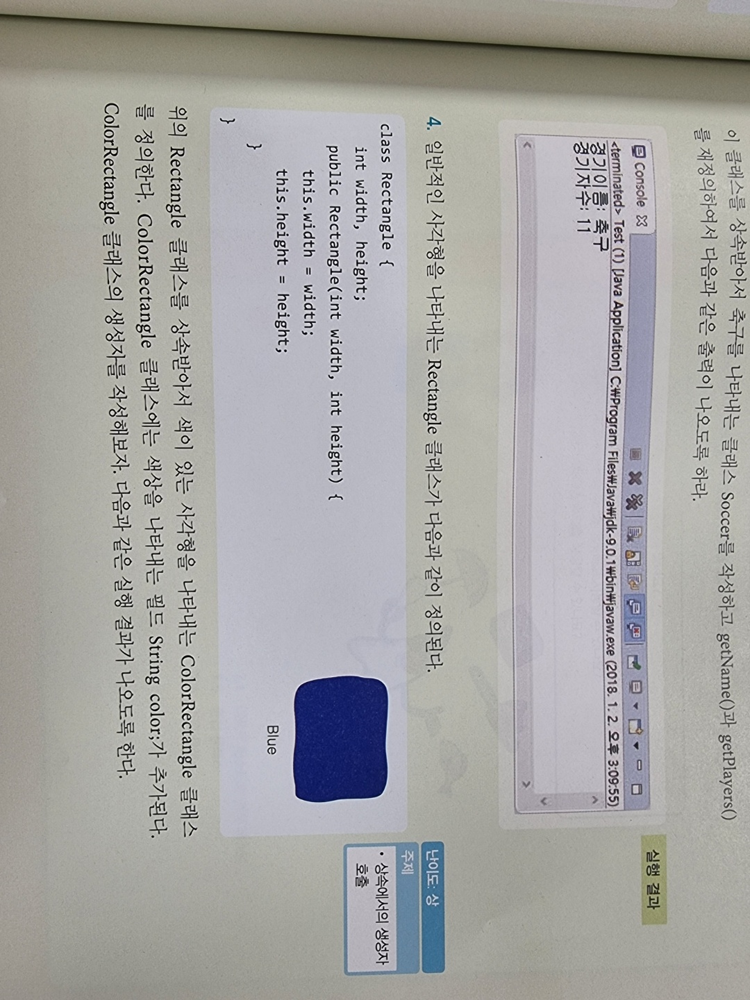 이 클래스를 상속받아서 축구를 나타내는 클래스 Soccer를 작성하고 getName()과 getPlayers()
를 재정의하여서 다음과 같은 출력이 나오도록 하라.
실행 결과
Console
<terminated> Test (1) [Java Application] C:₩Program Files₩Java₩jdk-9.0.1₩bin₩javaw.exe (2018. 1. 2. 오후 3:09:55)
경기이름: 축구
경기자수: 11
4. 일반적인 사각형을 나타내는 Rectangle 클래스가 다음과 같이 정의된다.
난이도: 상
주제
• 상속에서의 생성자
호출
class Rectangle {
int width, height;
public Rectangle(int width, int height) {
this.width = width;
this.height = height;
}
}
Blue
위의 Rectangle 클래스를 상속받아서 색이 있는 사각형을 나타내는 ColorRectangle 클래스
를 정의한다. ColorRectangle 클래스에는 색상을 나타내는 필드 String color;가 추가된다.
ColorRectangle 클래스의 생성자를 작성해보자. 다음과 같은 실행 결과가 나오도록 한다.